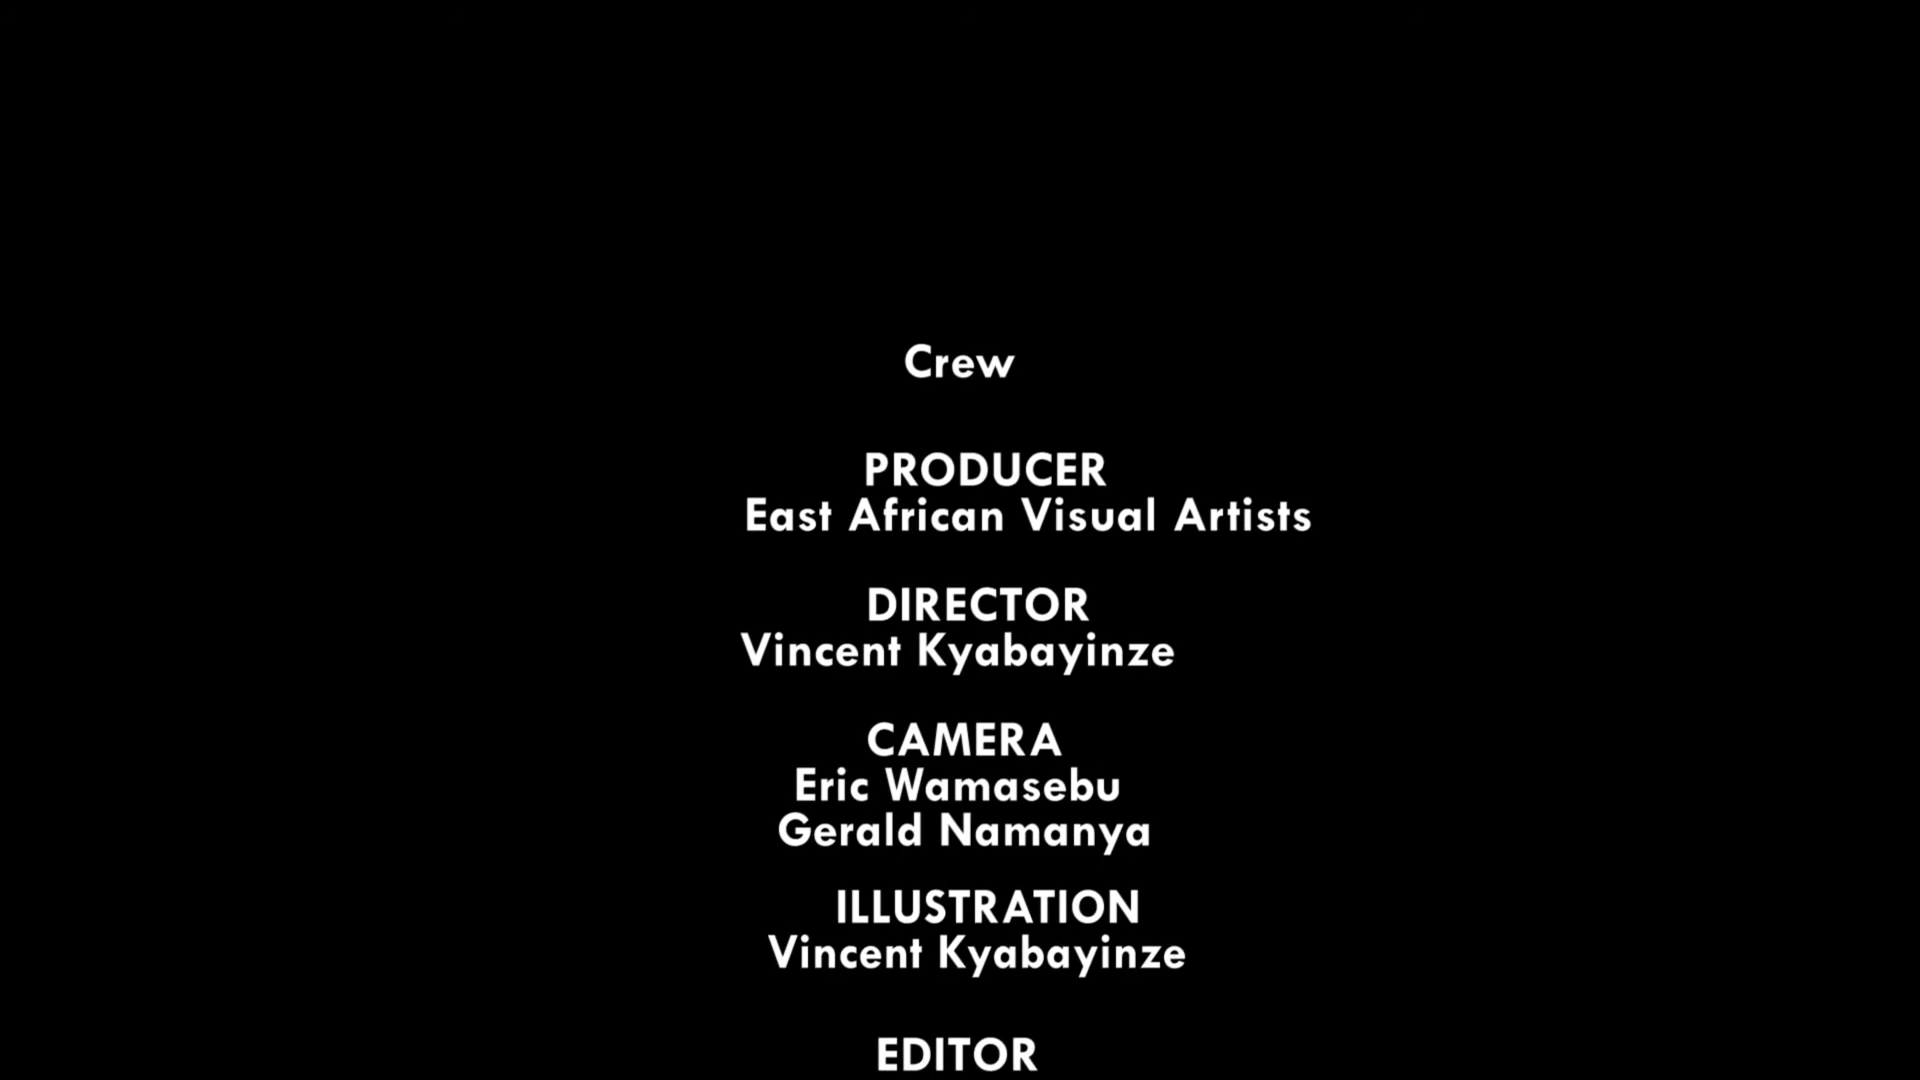 Crew
PRODUCER
East African Visual Artists
DIRECTOR
Vincent Kyabayinze
CAMERA
Eric Wamasebu
Gerald Namanya
ILLUSTRATION
Vincent Kyabayinze
EDITOR